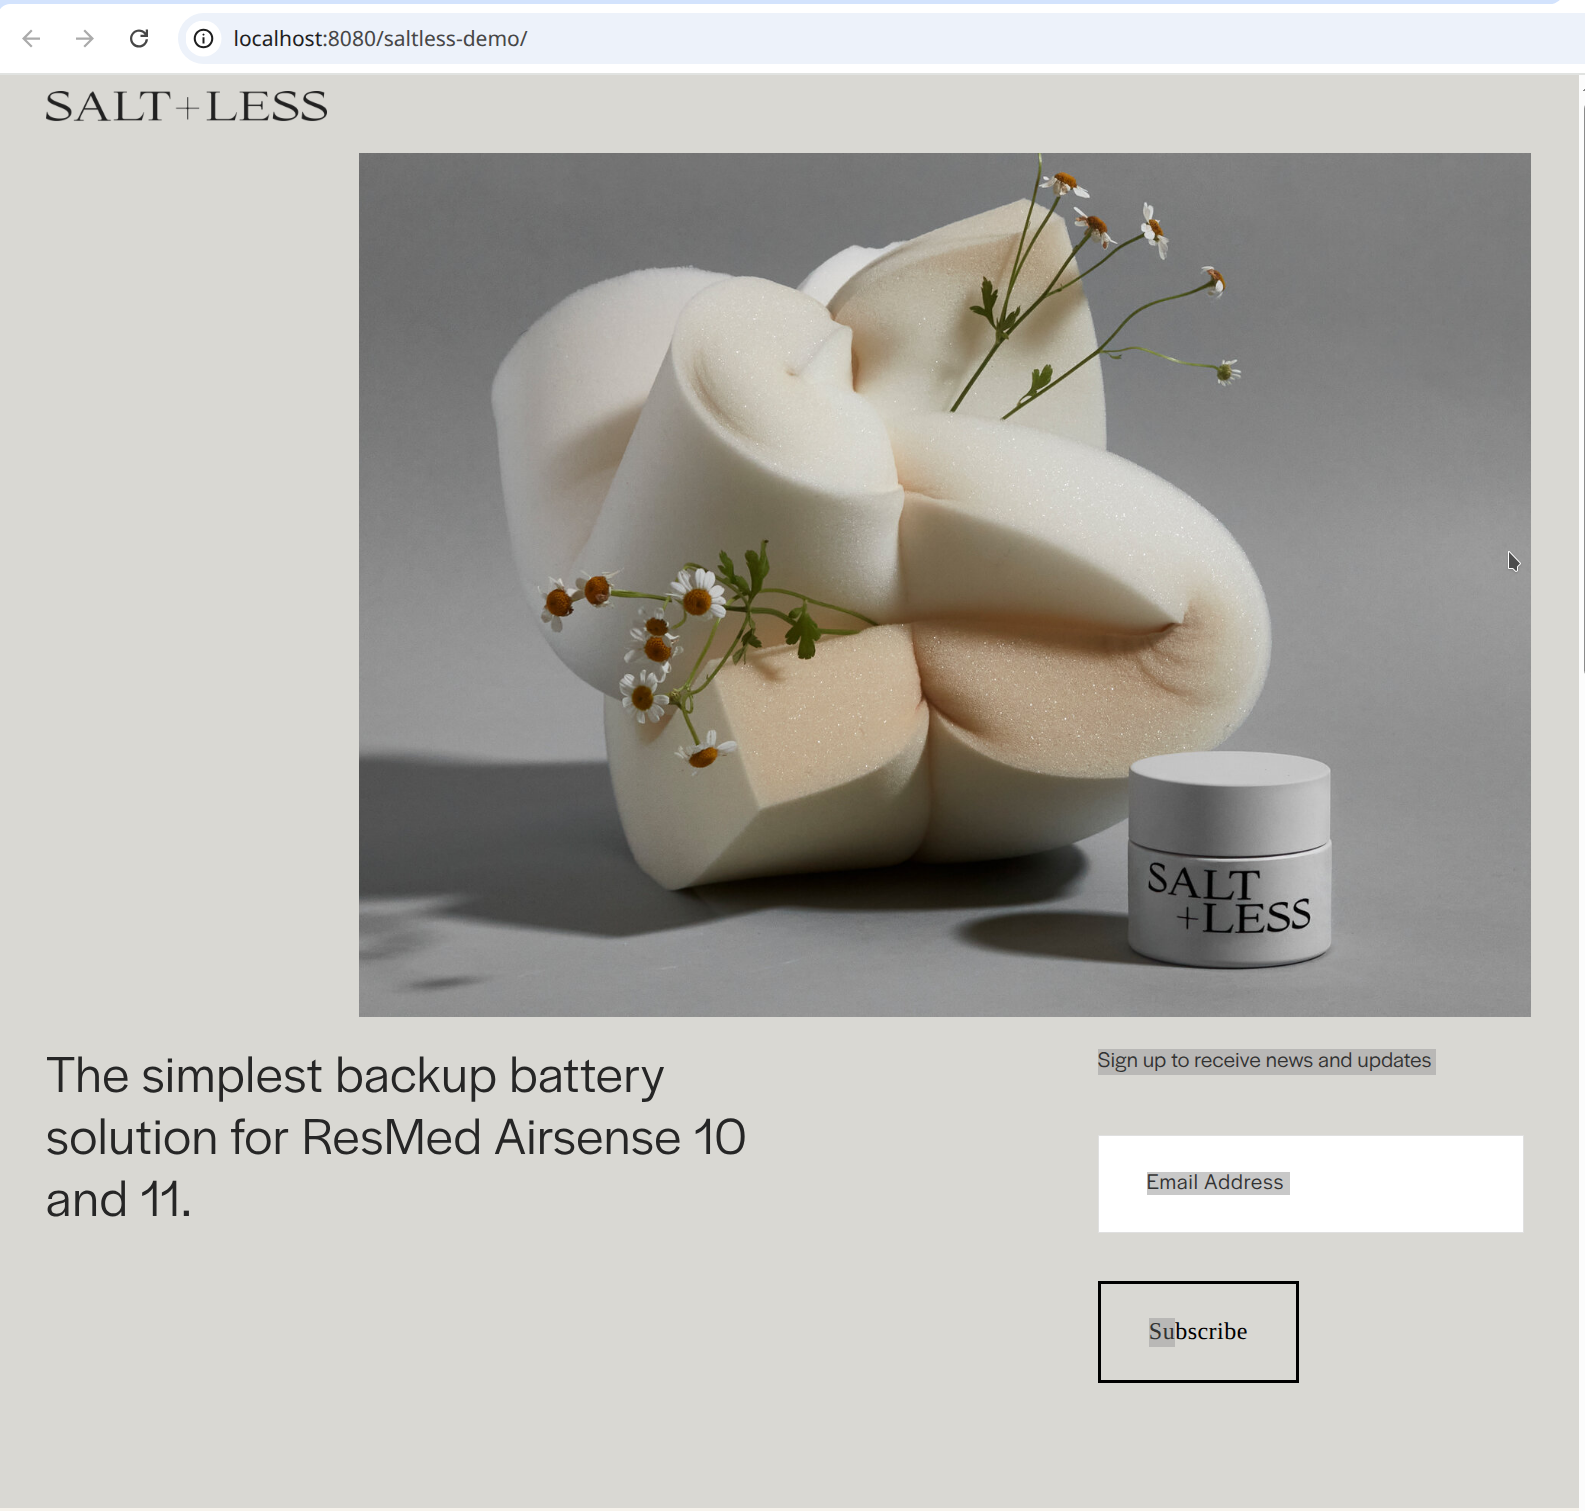 localhost:8080/saltless-demo/
SALT+LESS
SALT
+LESS
The simplest backup battery
solution for ResMed Airsense 10
and 11.
Sign up to receive news and updates
Email Address
Subscribe